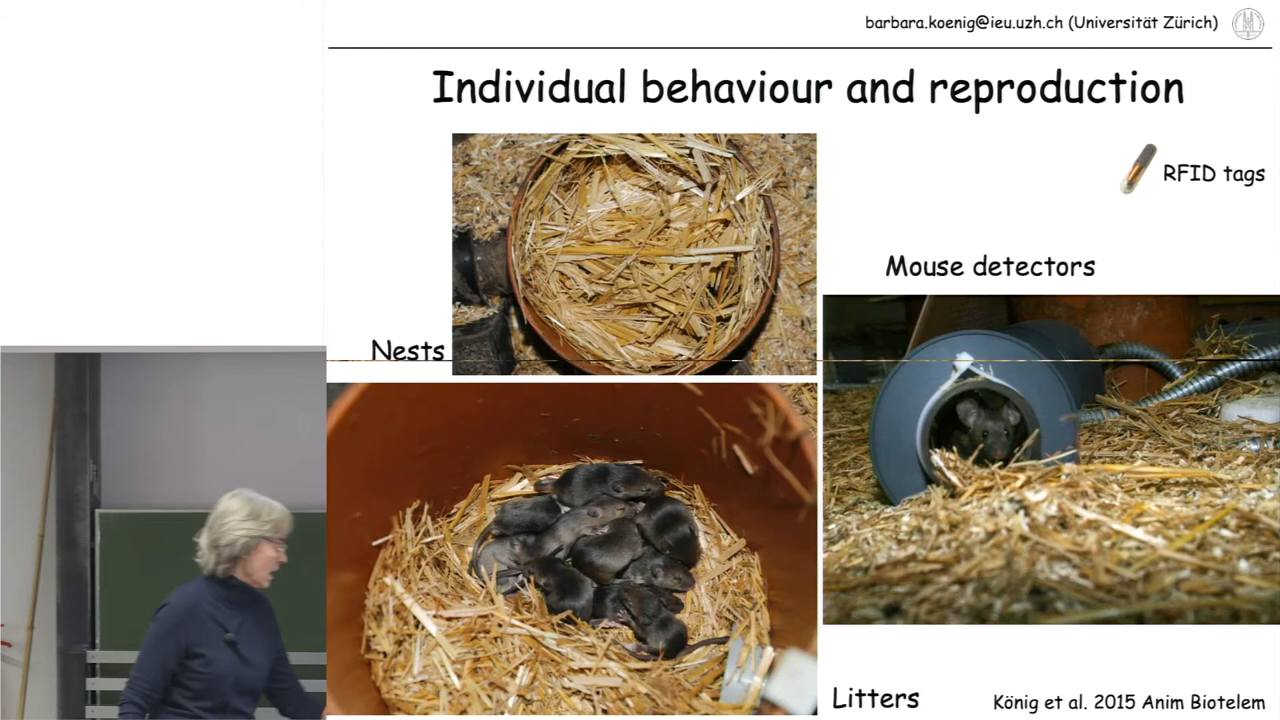 barbara.koenig@ieu.uzh.ch (Universität Zürich)
Individual behaviour and reproduction
RFID tags
Mouse detectors
Nests
Litters
König et al. 2015 Anim Biotelem